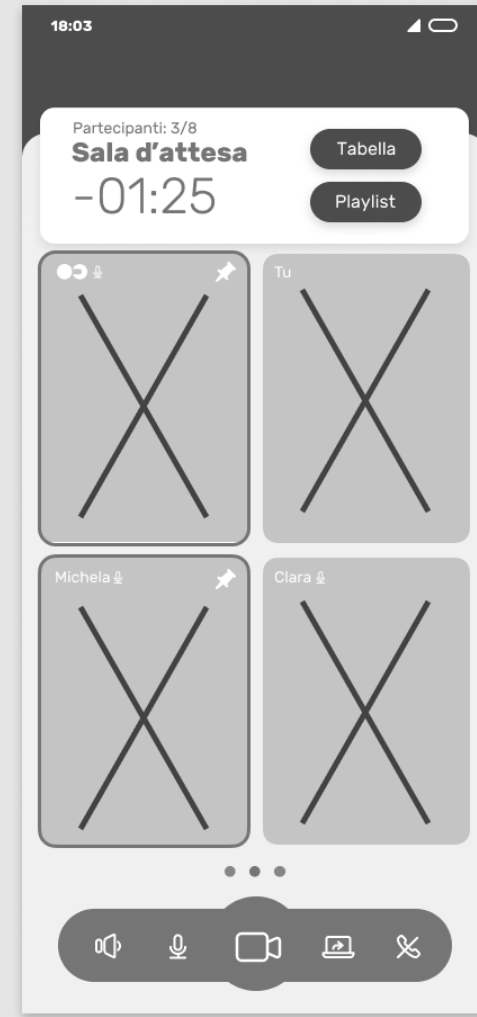 18:03
Partecipanti: 3/8
Sala d'attesa
-01:25
Tabella
Playlist
Tu
Michela
Clara